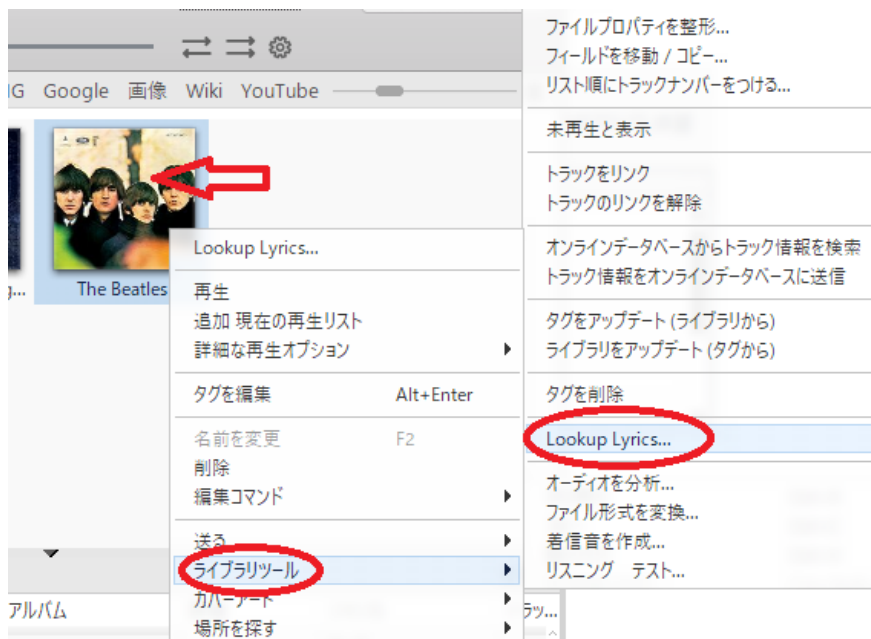 G Google 画像 Wiki YouTube
The Beatles
アルバム
Lookup Lyrics...
再生
追加 現在の再生リスト
詳細な再生オプション
タグを編集 Alt+Enter
名前を変更 F2
削除
編集コマンド
送る
ライブラリツール
カバーアート
場所を探す
ファイルプロパティを整形...
フィールドを移動 / コピー...
リスト順にトラックナンバーをつける...
未再生と表示
トラックをリンク
トラックのリンクを解除
オンラインデータベースからトラック情報を検索
トラック情報をオンラインデータベースに送信
タグをアップデート (ライブラリから)
ライブラリをアップデート (タグから)
タグを削除
Lookup Lyrics...
オーディオを分析...
ファイル形式を変換...
着信音を作成...
リスニング テスト...
ラッ...